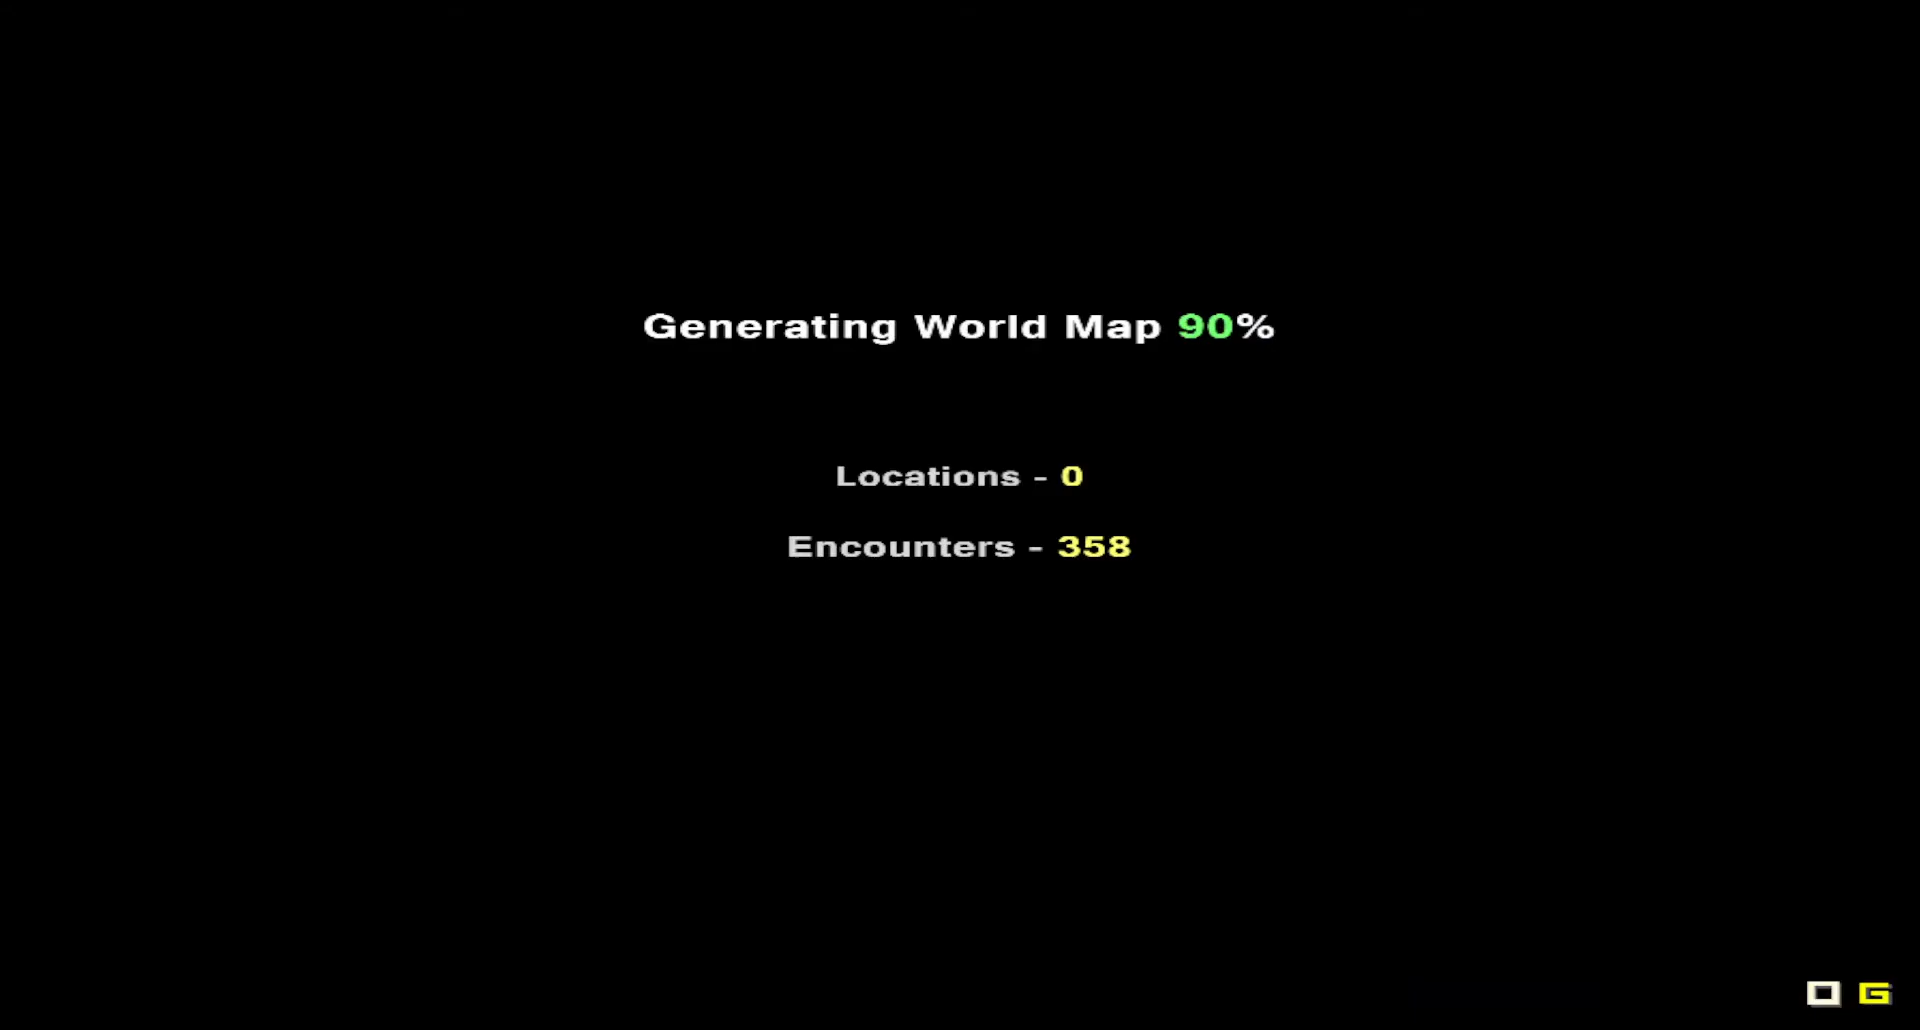 Generating World Map 90%
Locations - 0
Encounters - 358
O G